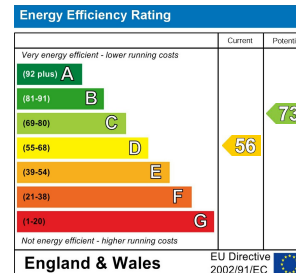 Energy Efficiency Rating
Current Potenti
Very energy efficient - lower running costs
(92 plus) A
(81-91) B
(69-80) C
73
(55-68) D
56
(39-54) E
(21-38) F
(1-20) G
Not energy efficient - higher running costs
England & Wales
EU Directive
2002/91/EC